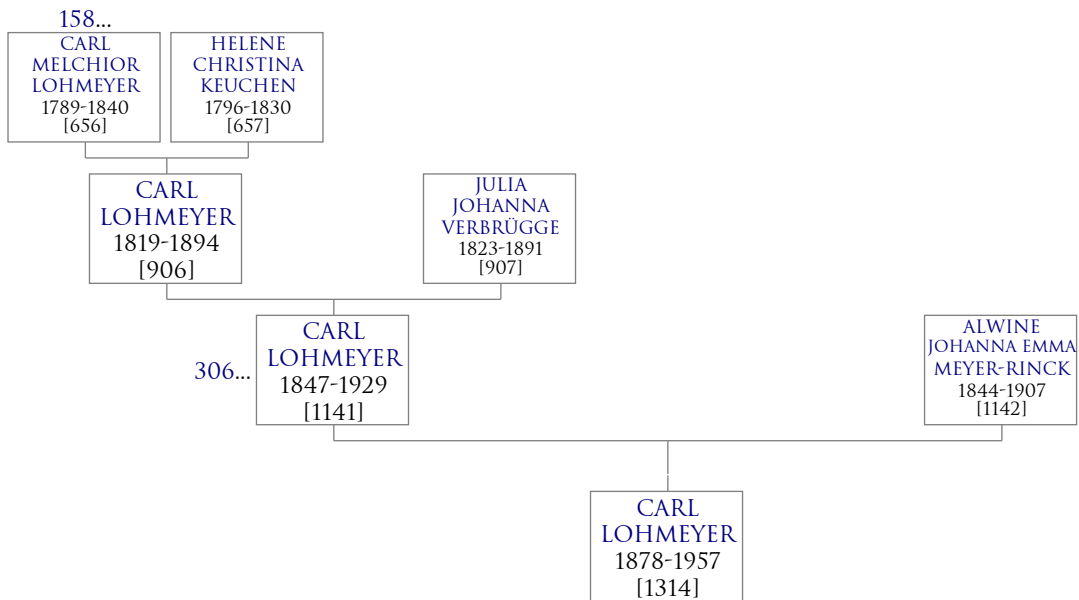 158...
CARL
MELCHIOR
LOHMEYER
1789-1840
[656]
HELENE
CHRISTINA
KEUCHEN
1796-1830
[657]
CARL
LOHMEYER
1819-1894
[906]
JULIA
JOHANNA
VERBRÜGGE
1823-1891
[907]
306...
CARL
LOHMEYER
1847-1929
[1141]
ALWINE
JOHANNA EMMA
MEYER-RINCK
1844-1907
[1142]
CARL
LOHMEYER
1878-1957
[1314]